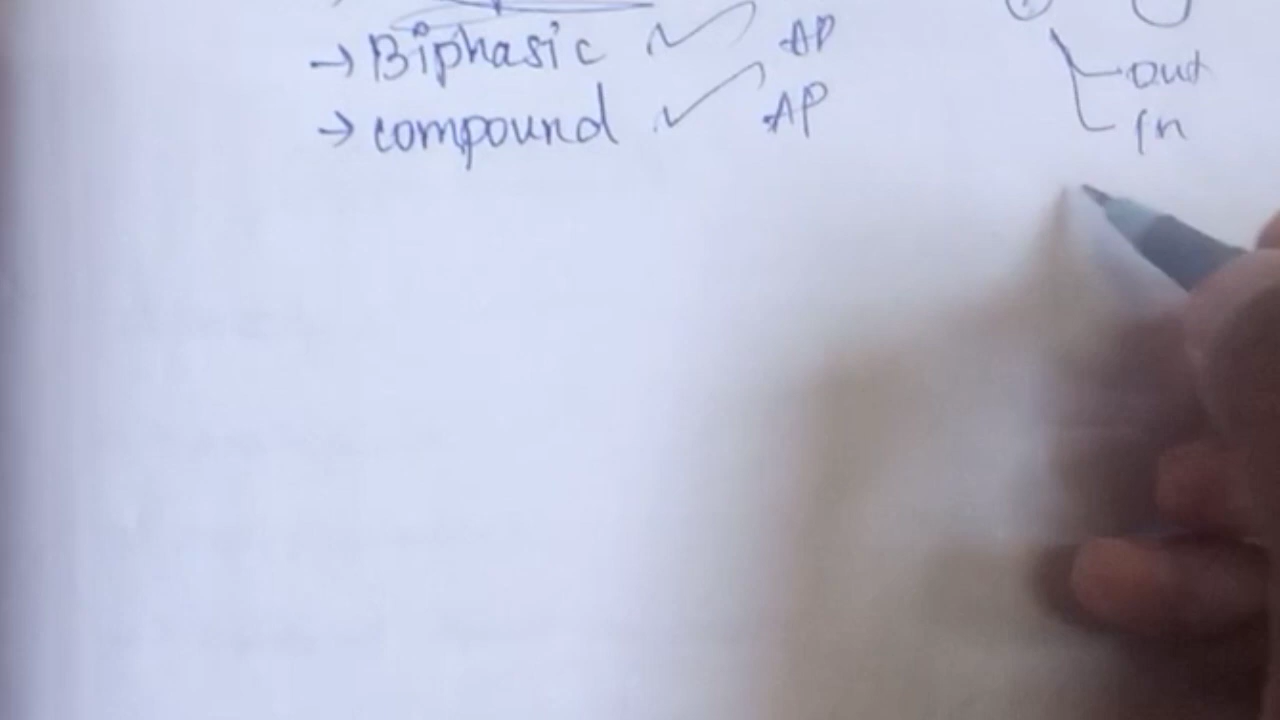 → Biphasic AP
→ compound AP
out
in